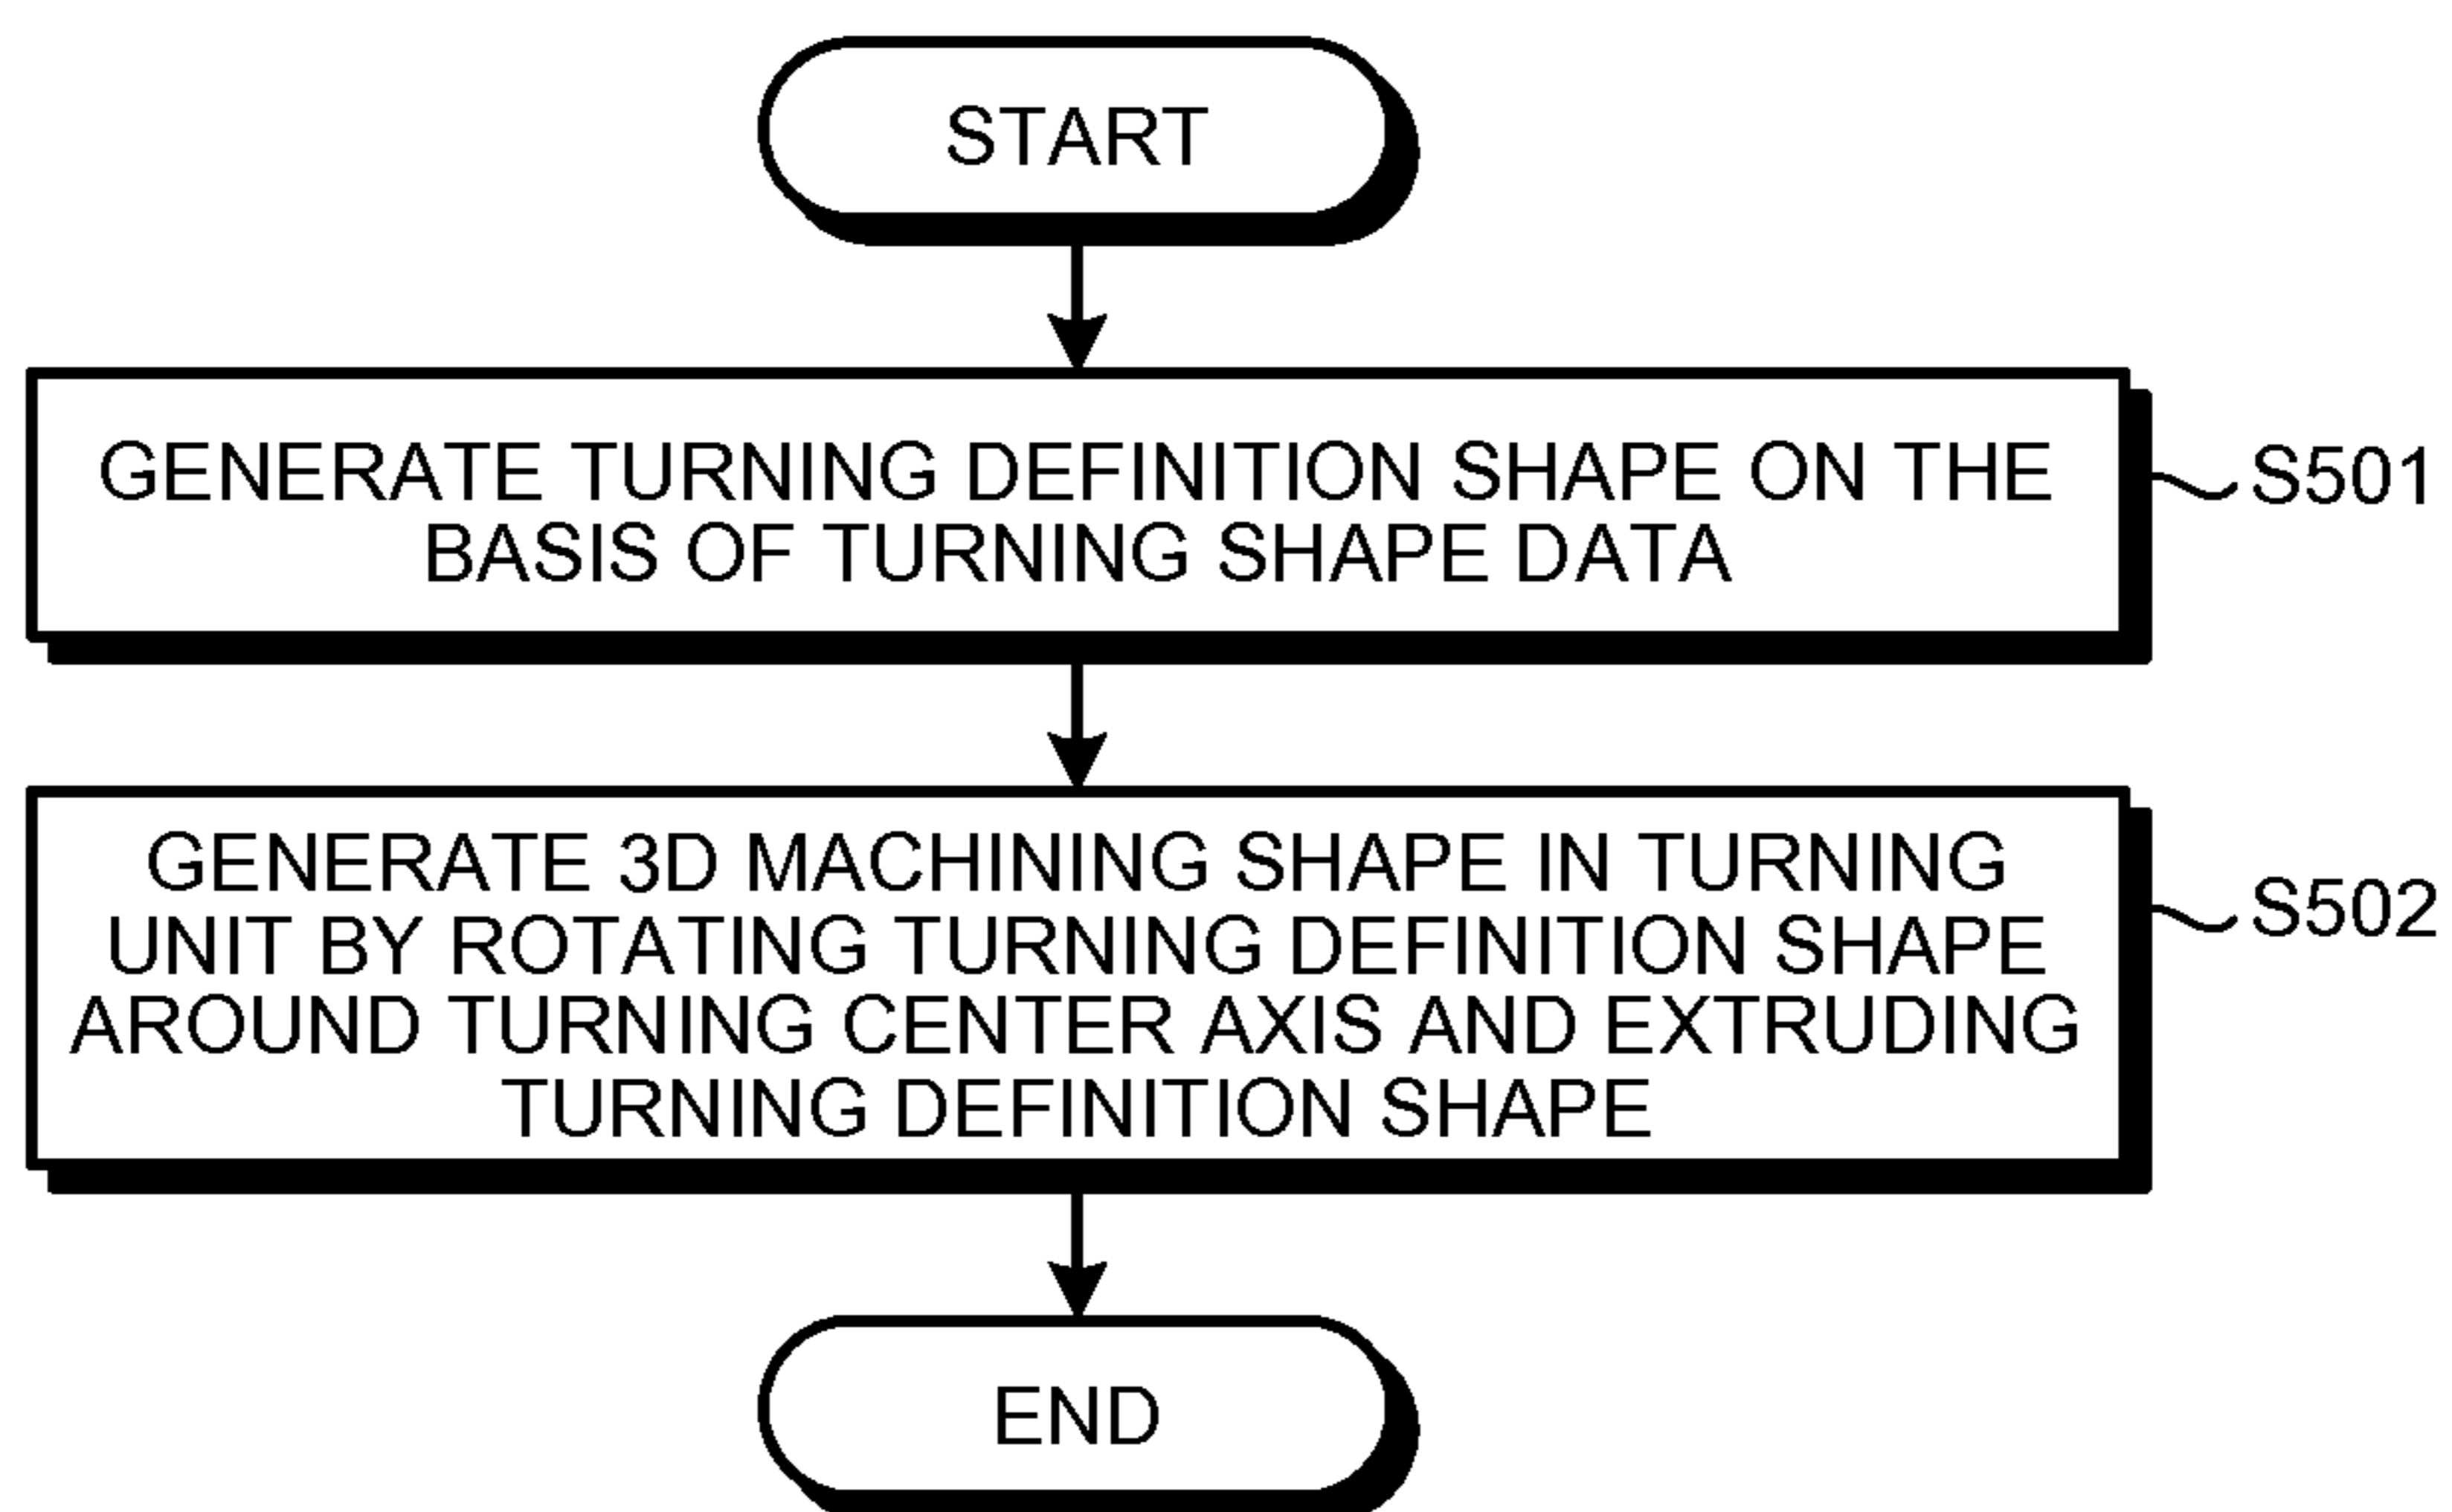 START
GENERATE TURNING DEFINITION SHAPE ON THE
BASIS OF TURNING SHAPE DATA
S501
GENERATE 3D MACHINING SHAPE IN TURNING
UNIT BY ROTATING TURNING DEFINITION SHAPE
AROUND TURNING CENTER AXIS AND EXTRUDING
TURNING DEFINITION SHAPE
S502
END